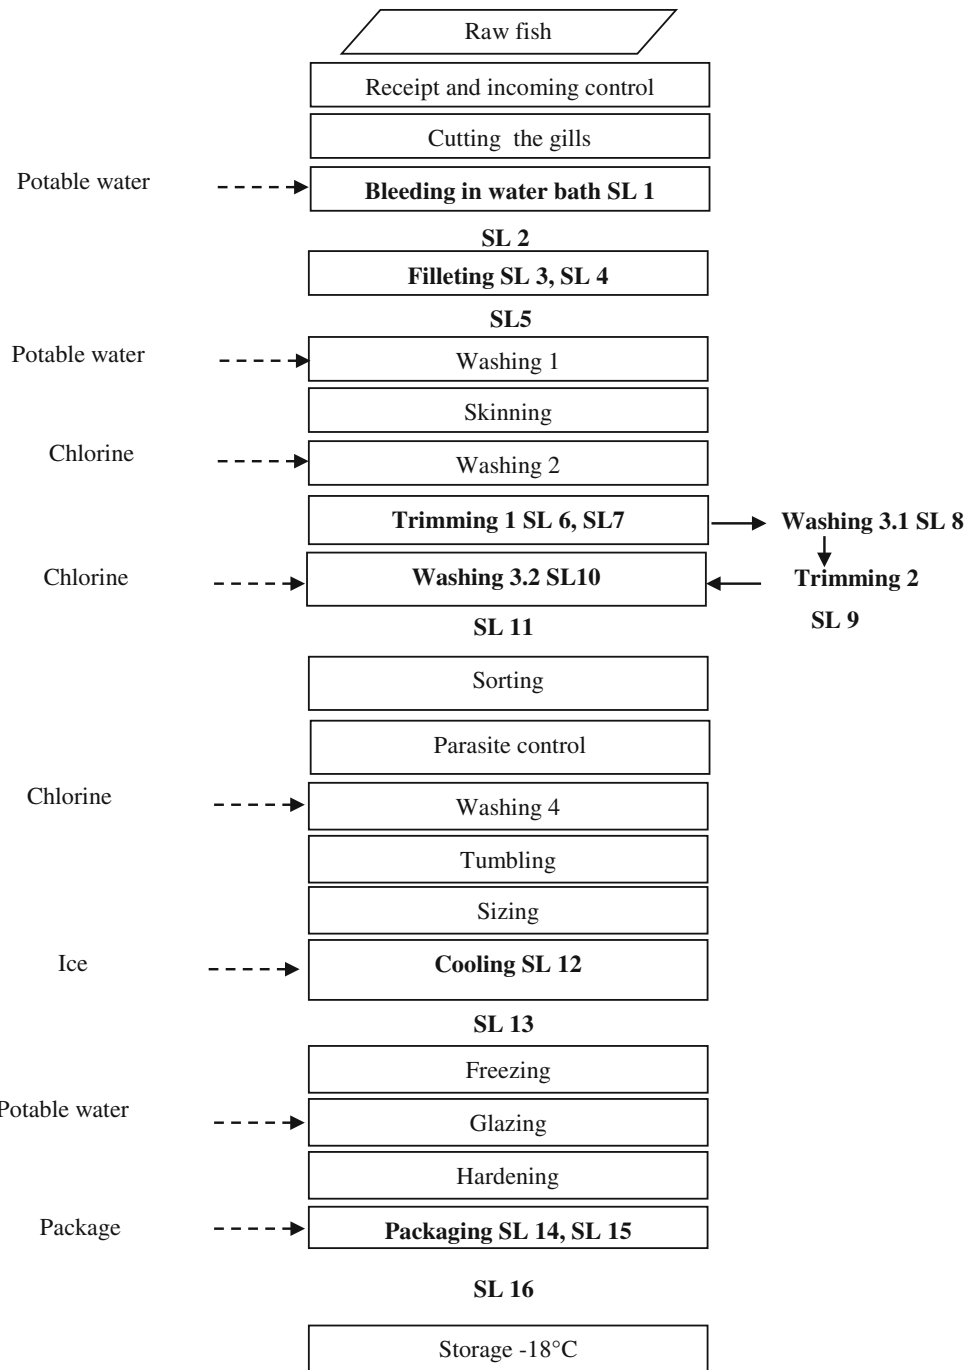 Raw fish
Receipt and incoming control
Cutting the gills
Potable water
Bleeding in water bath SL 1
SL 2
Filleting SL 3, SL 4
SL5
Potable water
Washing 1
Skinning
Chlorine
Washing 2
Trimming 1 SL 6, SL7
Washing 3.1 SL 8
Chlorine
Washing 3.2 SL10
Trimming 2
SL 9
SL 11
Sorting
Parasite control
Chlorine
Washing 4
Tumbling
Sizing
Ice
Cooling SL 12
SL 13
Freezing
Potable water
Glazing
Hardening
Package
Packaging SL 14, SL 15
SL 16
Storage -18°C